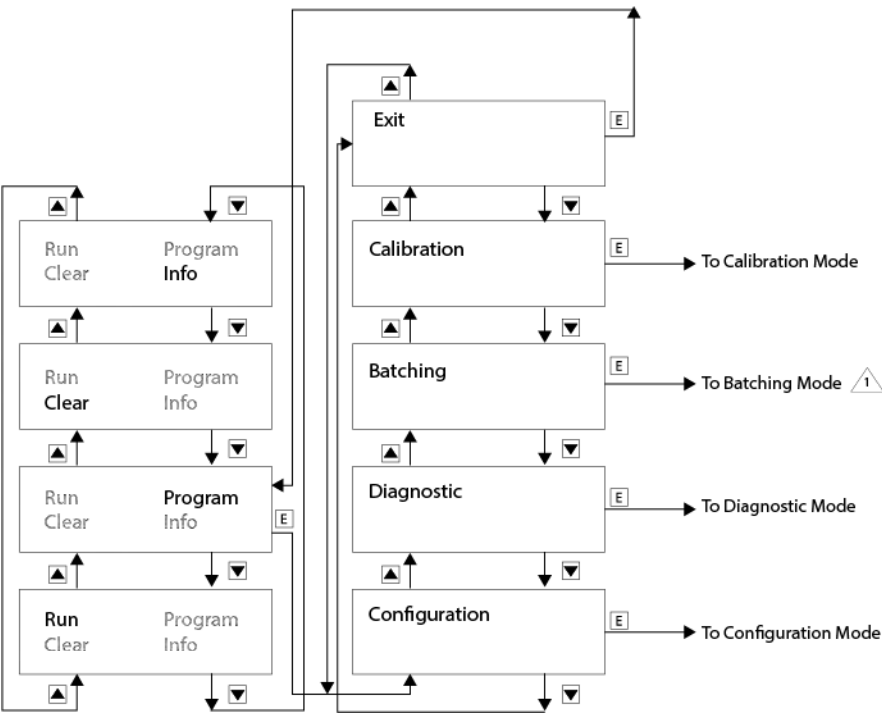 Exit
E
Calibration
E
To Calibration Mode
Batching
E
To Batching Mode 1
Diagnostic
E
To Diagnostic Mode
Configuration
E
To Configuration Mode
Run Program
Clear Info
Run Program
Clear Info
Run Program
Clear Info
E
Run Program
Clear Info